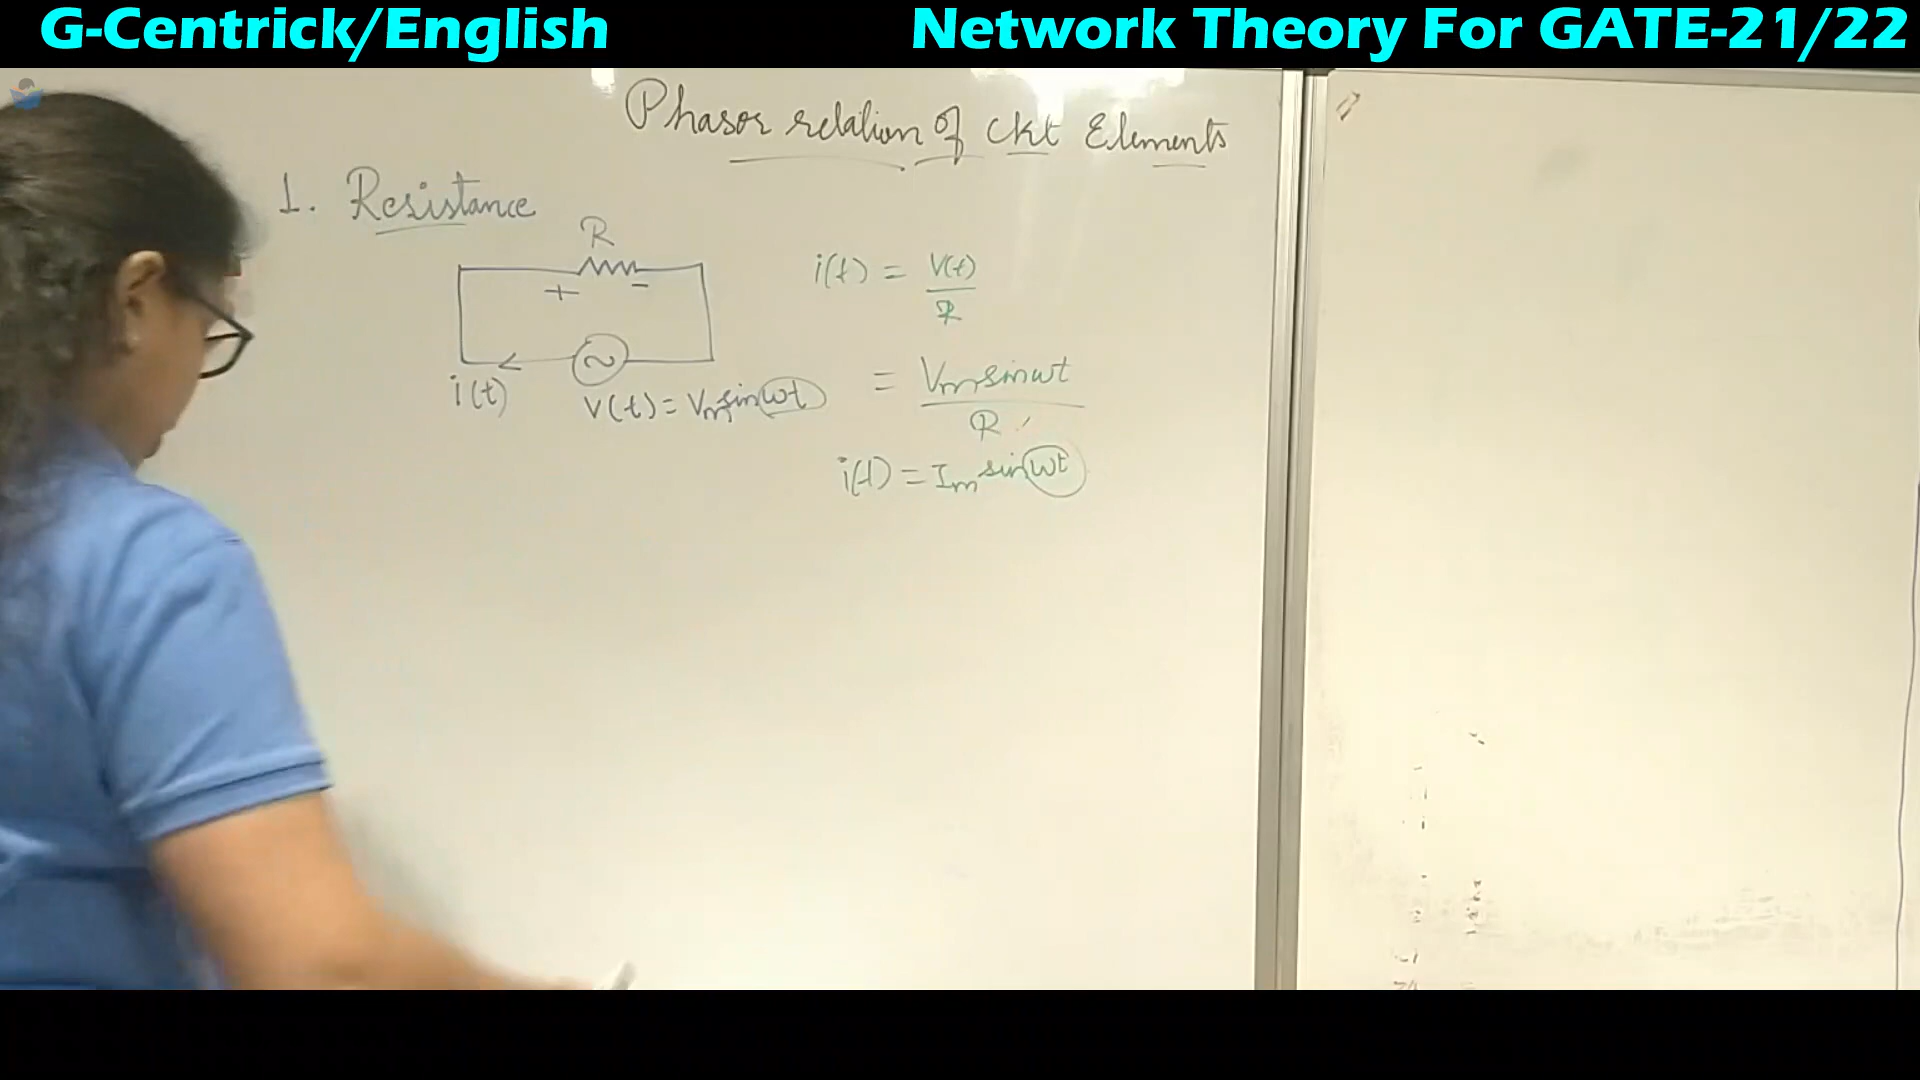 G-Centrick/English
Network Theory For GATE-21/22
Phasor relation of ckt Elements
1. Resistance
R
+ -
i(t)
V(t) = Vm sin ωt
i(t) = V(t)/R
= Vm sin ωt / R
i(t) = Im sin ωt